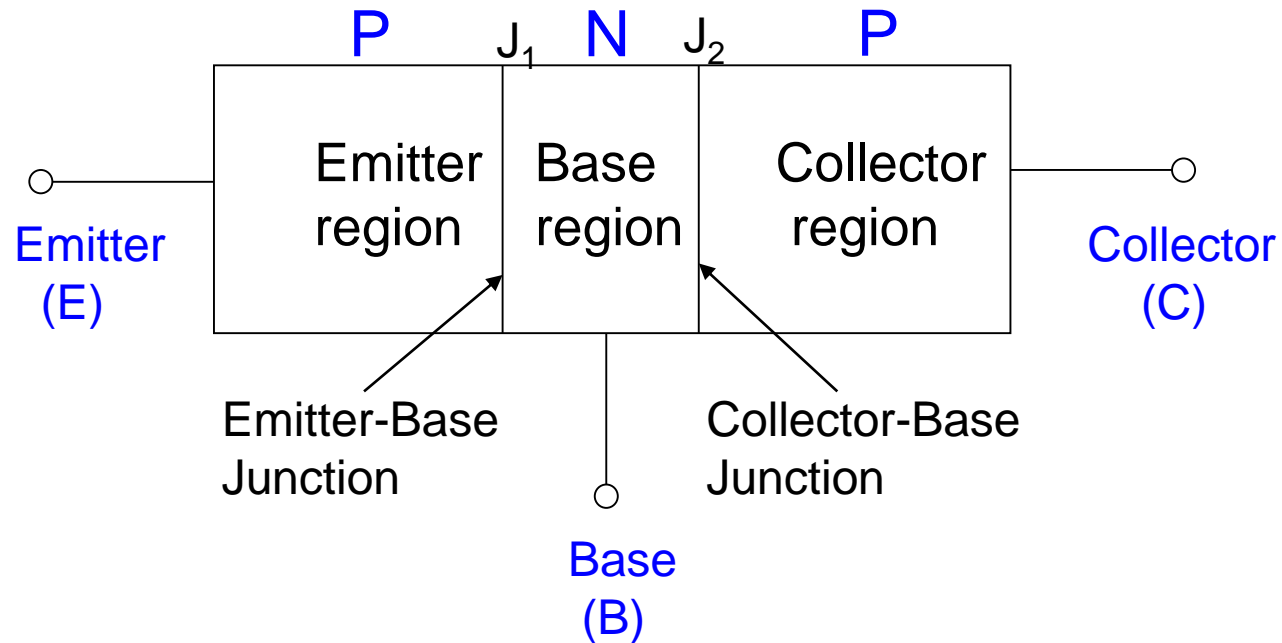 P J₁ N J₂ P
Emitter region
Base region
Collector region
Emitter
(E)
Collector
(C)
Emitter-Base
Junction
Collector-Base
Junction
Base
(B)